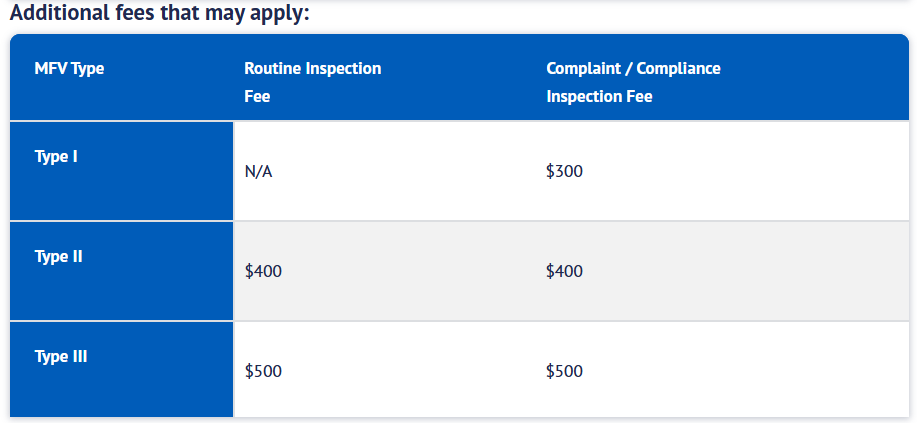 Additional fees that may apply:
MFV Type
Routine Inspection
Fee
Complaint / Compliance
Inspection Fee
Type I
N/A
$300
Type II
$400
$400
Type III
$500
$500